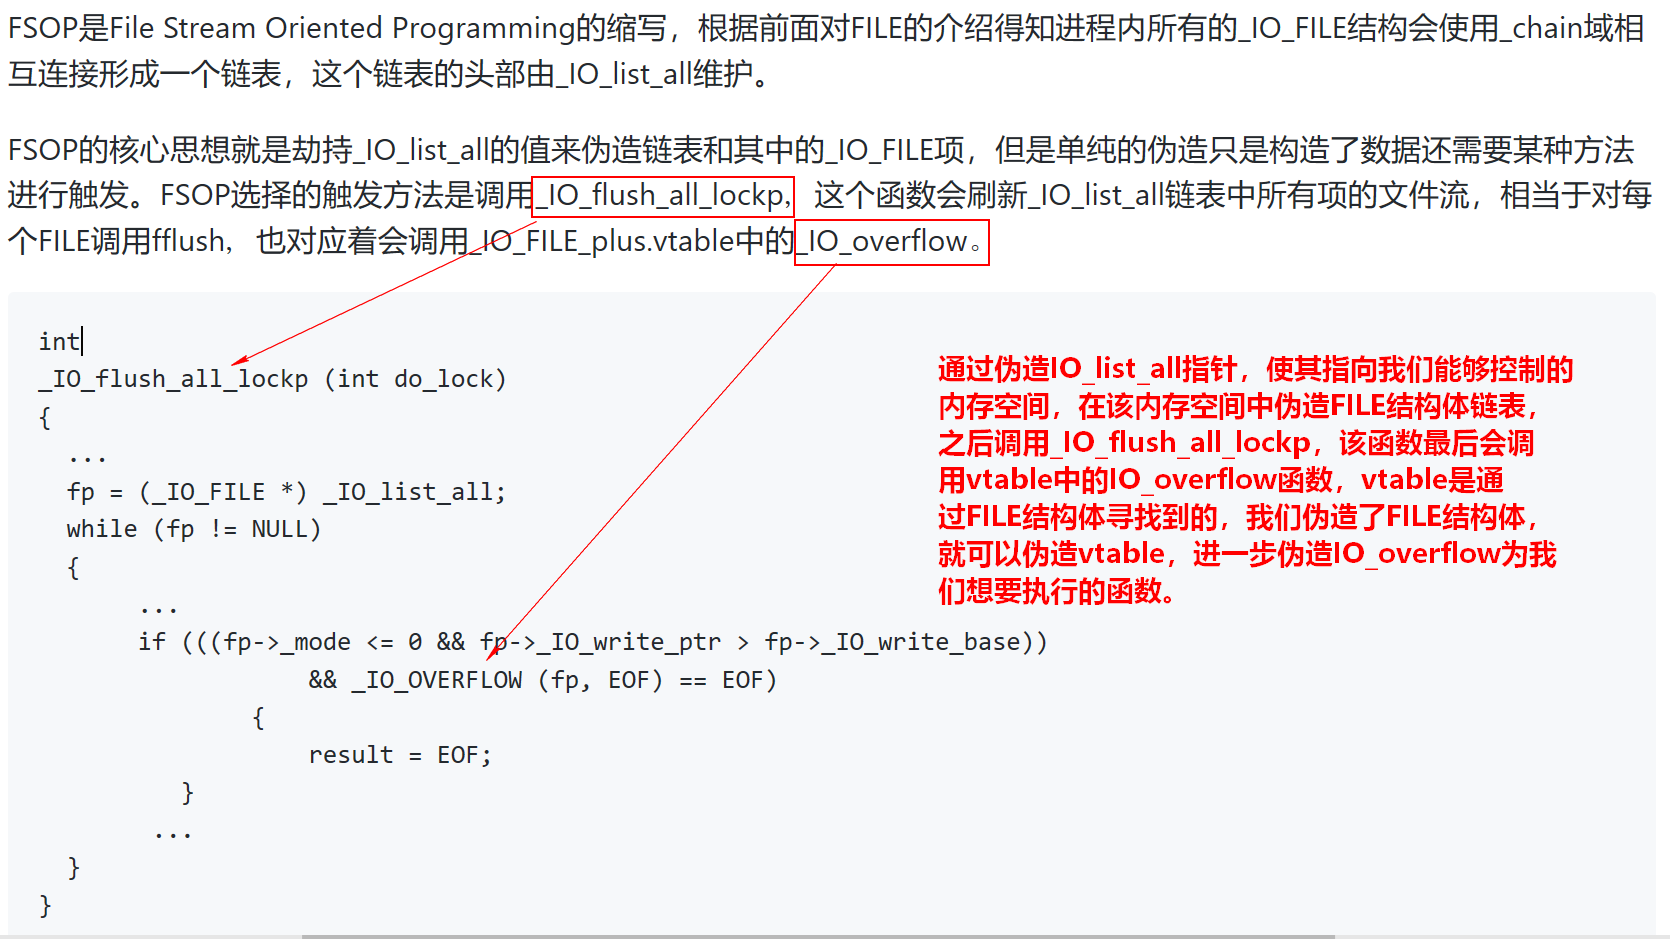 FSOP是File Stream Oriented Programming的缩写，根据前面对FILE的介绍得知进程内所有的_IO_FILE结构会使用_chain域相
互连接形成一个链表，这个链表的头部由_IO_list_all维护。
FSOP的核心思想就是劫持_IO_list_all的值来伪造链表和其中的_IO_FILE项，但是单纯的伪造只是构造了数据还需要某种方法
进行触发。FSOP选择的触发方法是调用_IO_flush_all_lockp，这个函数会刷新_IO_list_all链表中所有项的文件流，相当于对每
个FILE调用fflush，也对应着会调用_IO_FILE_plus.vtable中的_IO_overflow。
int
_IO_flush_all_lockp (int do_lock)
{
...
fp = (_IO_FILE *) _IO_list_all;
while (fp != NULL)
{
...
if (((fp->_mode <= 0 && fp->_IO_write_ptr > fp->_IO_write_base))
&& _IO_OVERFLOW (fp, EOF) == EOF)
{
result = EOF;
}
...
}
}
通过伪造IO_list_all指针，使其指向我们能够控制的
内存空间，在该内存空间中伪造FILE结构体链表，
之后调用_IO_flush_all_lockp，该函数最后会调
用vtable中的IO_overflow函数，vtable是通
过FILE结构体寻找到的，我们伪造了FILE结构体，
就可以伪造vtable，进一步伪造IO_overflow为我
们想要执行的函数。